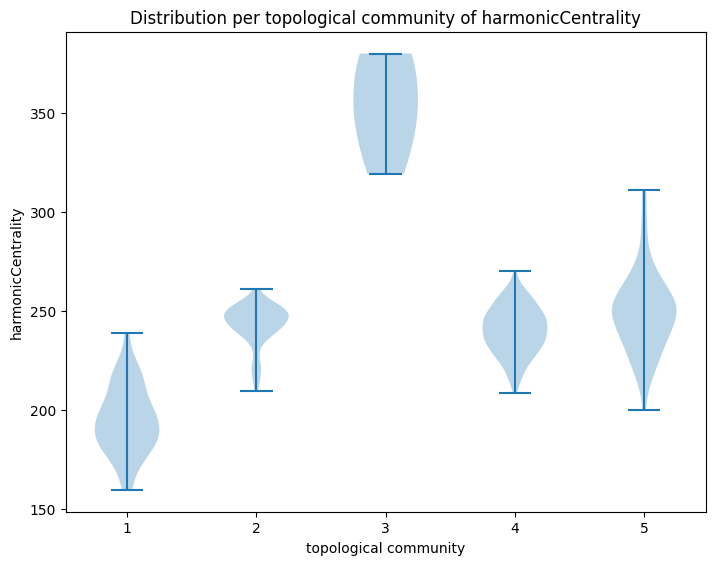 Distribution per topological community of harmonicCentrality
harmonicCentrality
350
300
250
200
150
1 2 3 4 5
topological community